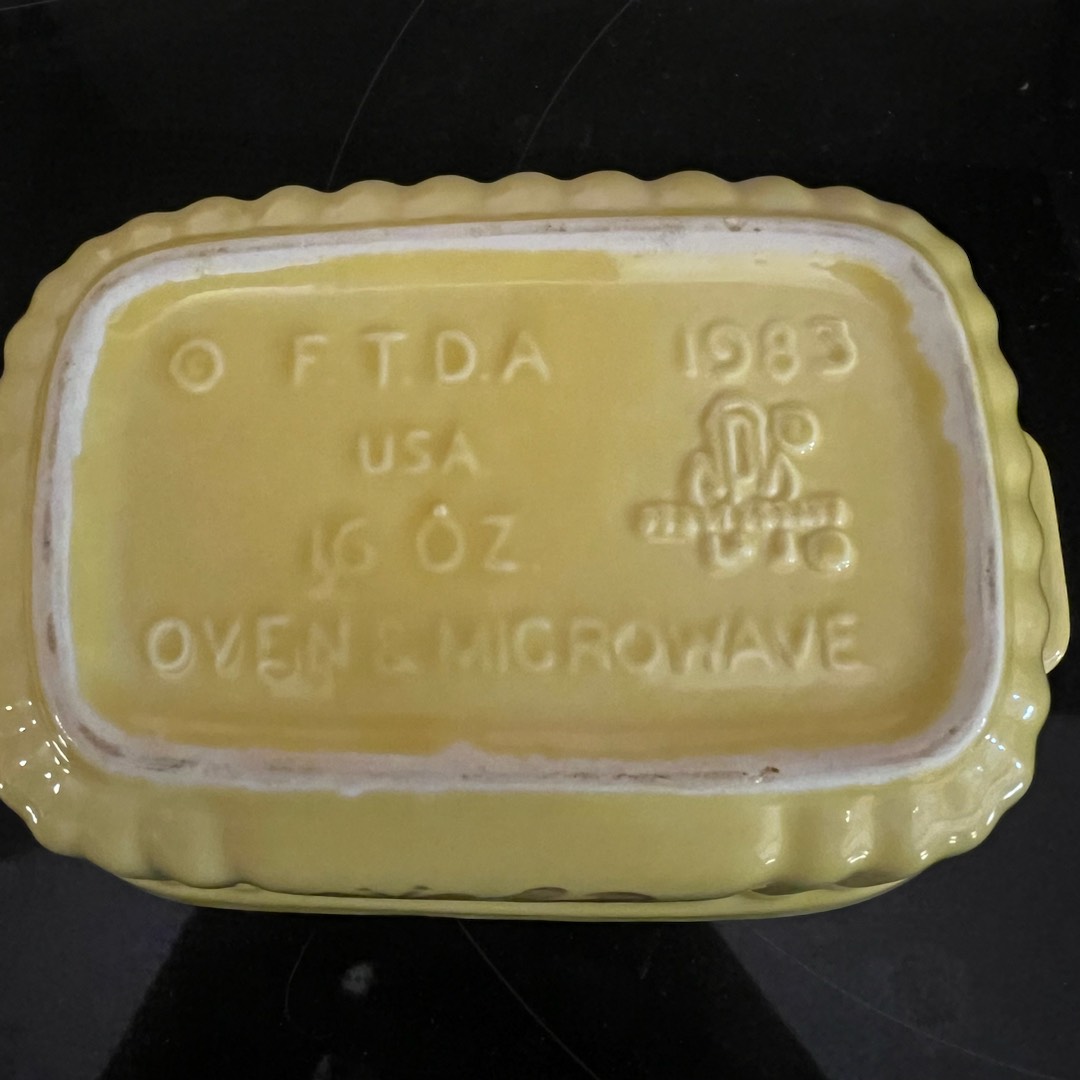 © F.T.D.A 1983
USA
16 OZ.
OVEN & MICROWAVE